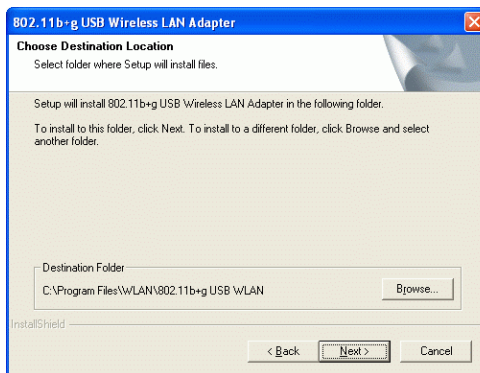 802.11b+g USB Wireless LAN Adapter
Choose Destination Location
Select folder where Setup will install files.
Setup will install 802.11b+g USB Wireless LAN Adapter in the following folder.
To install to this folder, click Next. To install to a different folder, click Browse and select
another folder.
Destination Folder
C:\Program Files\WLAN\802.11b+g USB WLAN
Browse...
InstallShield
< Back
Next >
Cancel